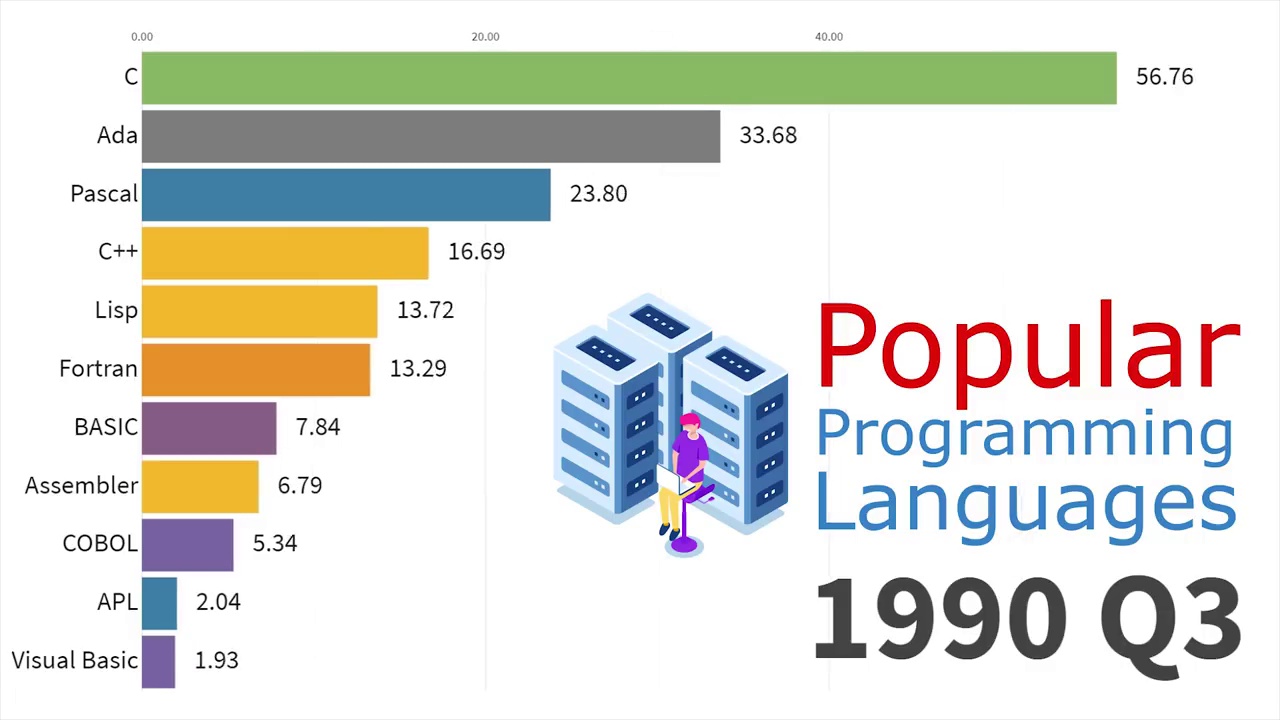 0.00 20.00 40.00
C 56.76
Ada 33.68
Pascal 23.80
C++ 16.69
Lisp 13.72
Fortran 13.29
BASIC 7.84
Assembler 6.79
COBOL 5.34
APL 2.04
Visual Basic 1.93
Popular
Programming
Languages
1990 Q3